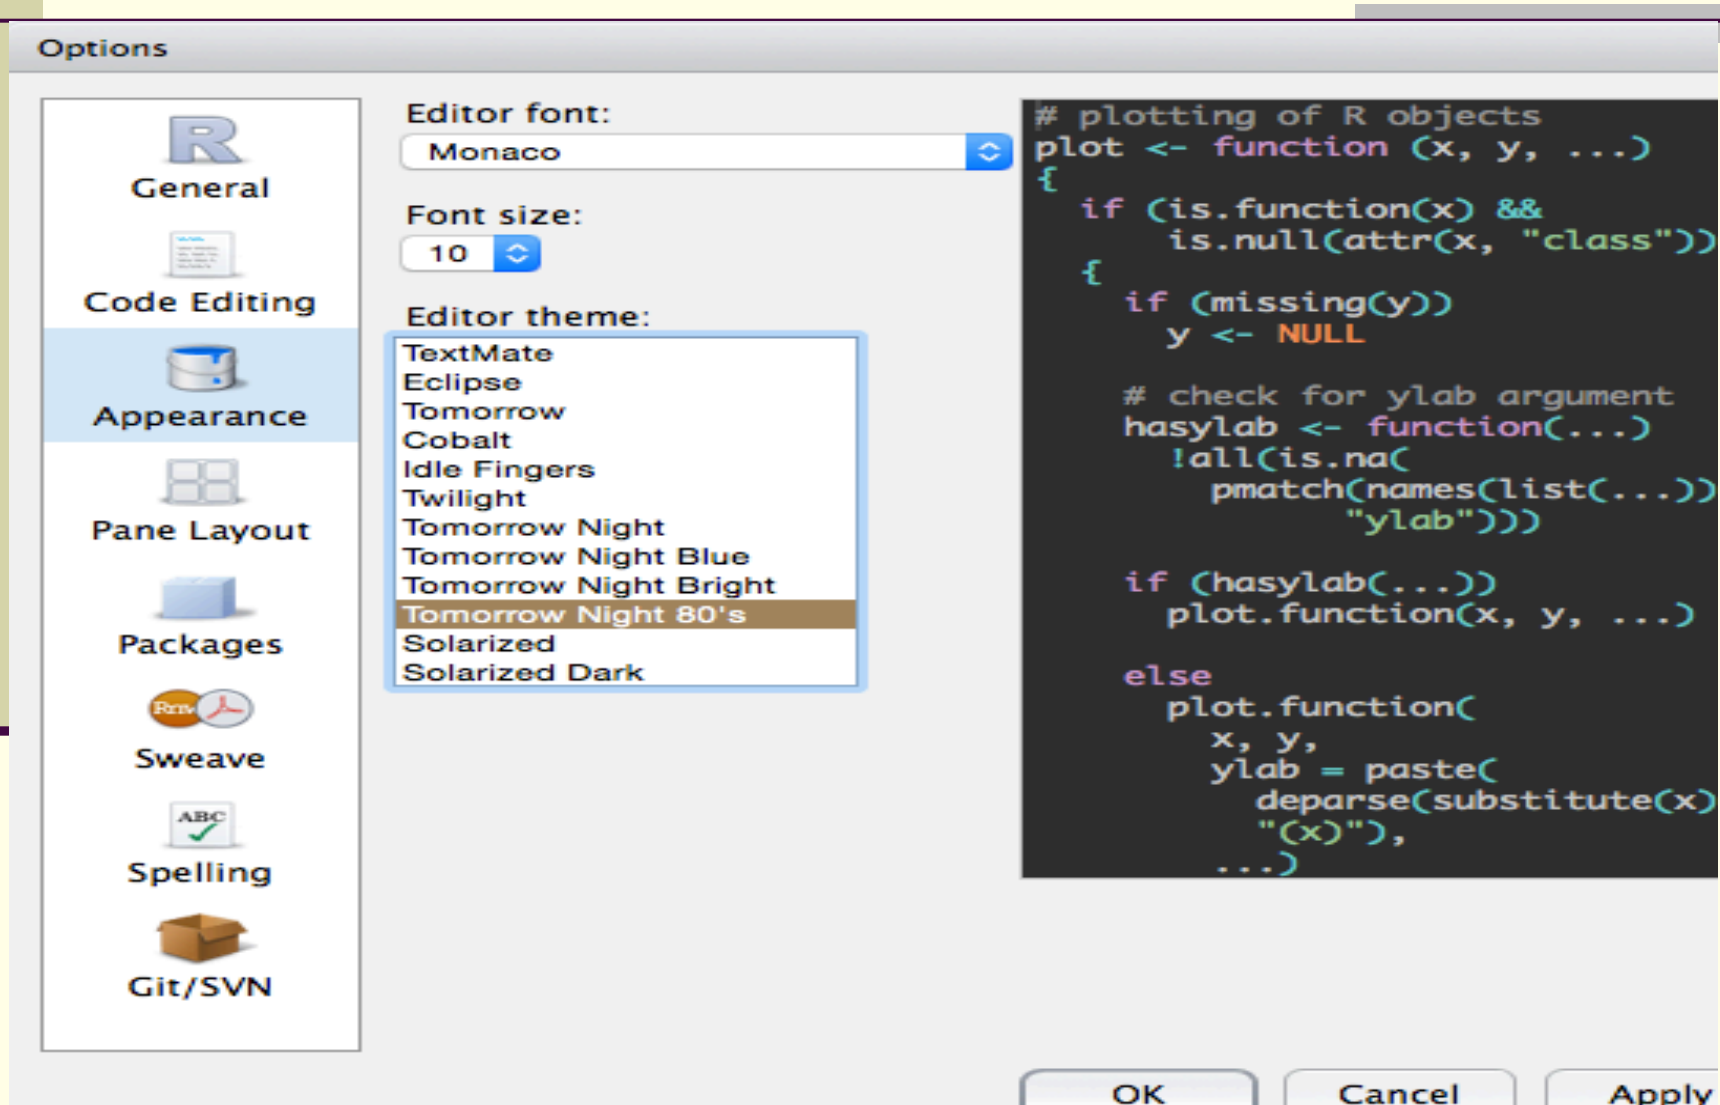 Options
R
General
Code Editing
Appearance
Pane Layout
Packages
Rnw
Sweave
ABC
Spelling
Git/SVN
Editor font:
Monaco
Font size:
10
Editor theme:
TextMate
Eclipse
Tomorrow
Cobalt
Idle Fingers
Twilight
Tomorrow Night
Tomorrow Night Blue
Tomorrow Night Bright
Tomorrow Night 80's
Solarized
Solarized Dark
# plotting of R objects
plot <- function (x, y, ...)
{
if (is.function(x) &&
is.null(attr(x, "class"))
{
if (missing(y))
y <- NULL
# check for ylab argument
hasylab <- function(...)
!all(is.na(
pmatch(names(list(...))
"ylab")))
if (hasylab(...))
plot.function(x, y, ...)
else
plot.function(
x, y,
ylab = paste(
deparse(substitute(x)
"(x)"),
...)
OK
Cancel
Apply